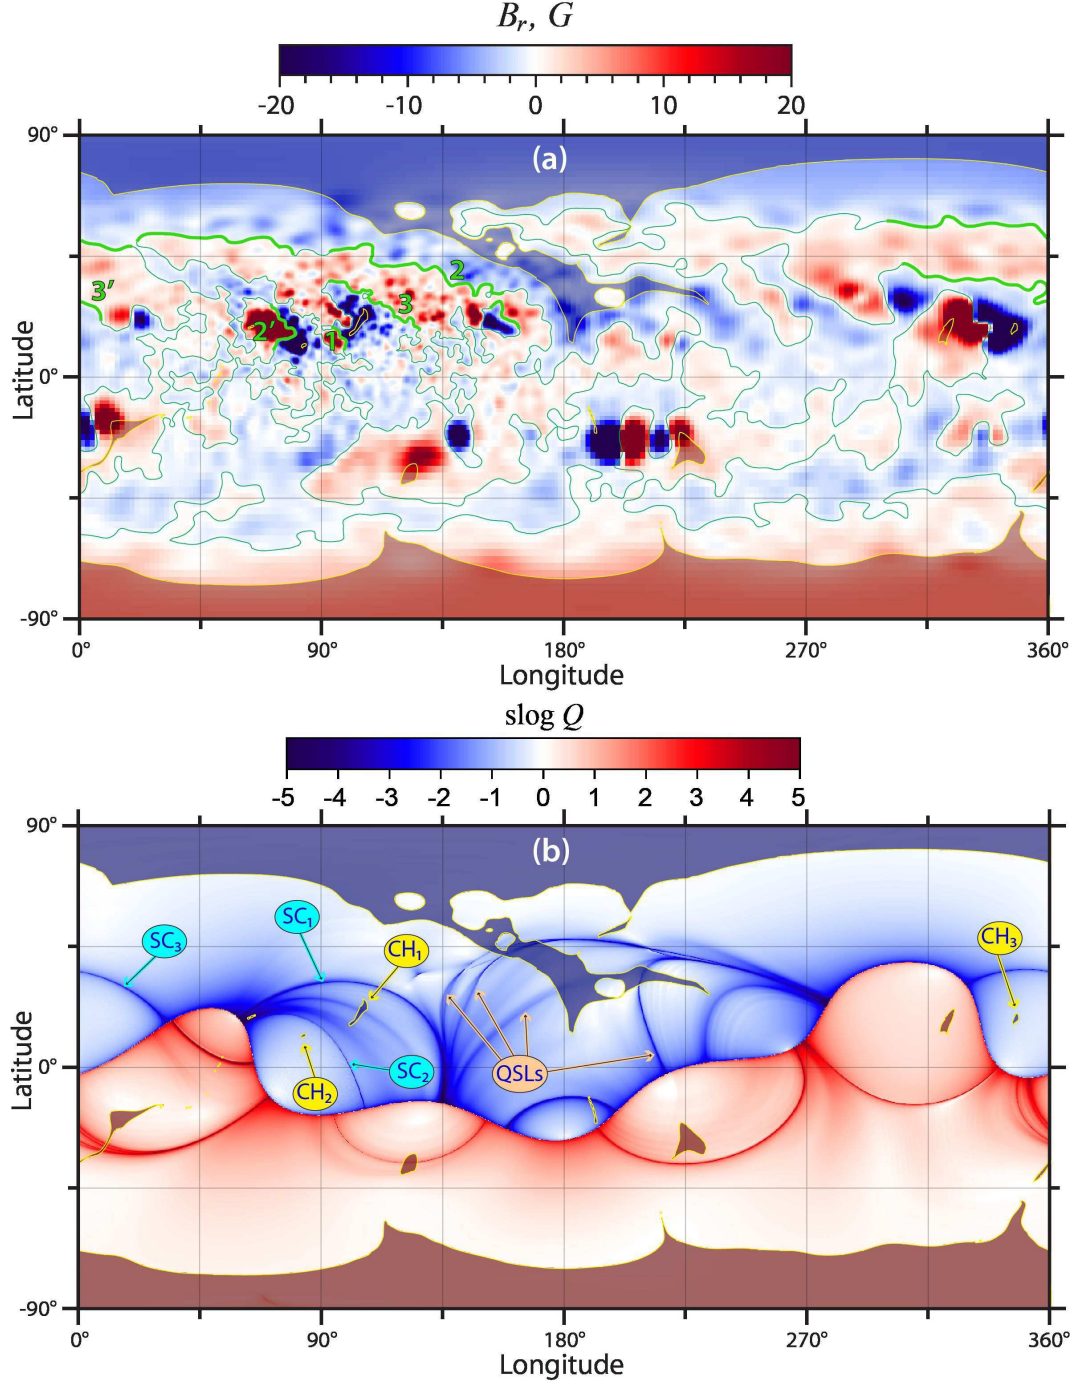 B_r, G
-20 -10 0 10 20
(a)
90°
0°
-90°
Latitude
3′ 2′ 1 3 2
0° 90° 180° 270° 360°
Longitude
slog Q
-5 -4 -3 -2 -1 0 1 2 3 4 5
(b)
90°
0°
-90°
Latitude
SC₃ SC₁ CH₁ CH₃
CH₂ SC₂ QSLs
0° 90° 180° 270° 360°
Longitude